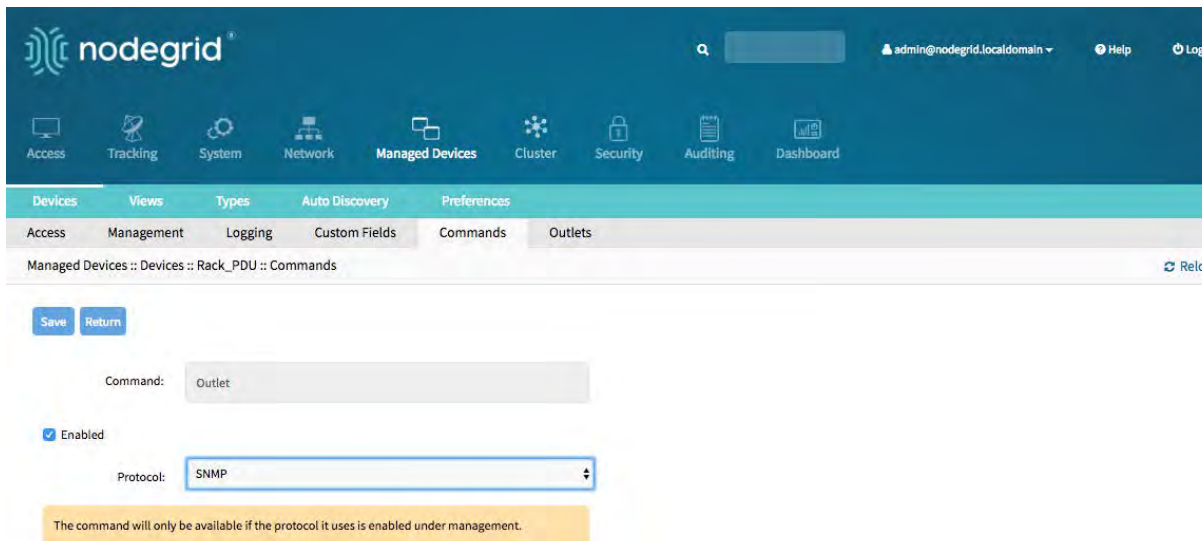 nodegrid®
admin@nodegrid.localdomain Help Log
Access Tracking System Network Managed Devices Cluster Security Auditing Dashboard
Devices Views Types Auto Discovery Preferences
Access Management Logging Custom Fields Commands Outlets
Managed Devices :: Devices :: Rack_PDU :: Commands Relo
Save Return
Command: Outlet
Enabled
Protocol: SNMP
The command will only be available if the protocol it uses is enabled under management.